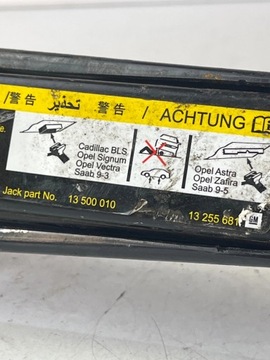 /警告 تحذير 警告 / ACHTUNG
Cadillac BLS
Opel Signum
Opel Vectra
Saab 9-3
Opel Astra
Opel Zafira
Saab 9-5
Jack part No. 13 500 010
13 255 681
GM